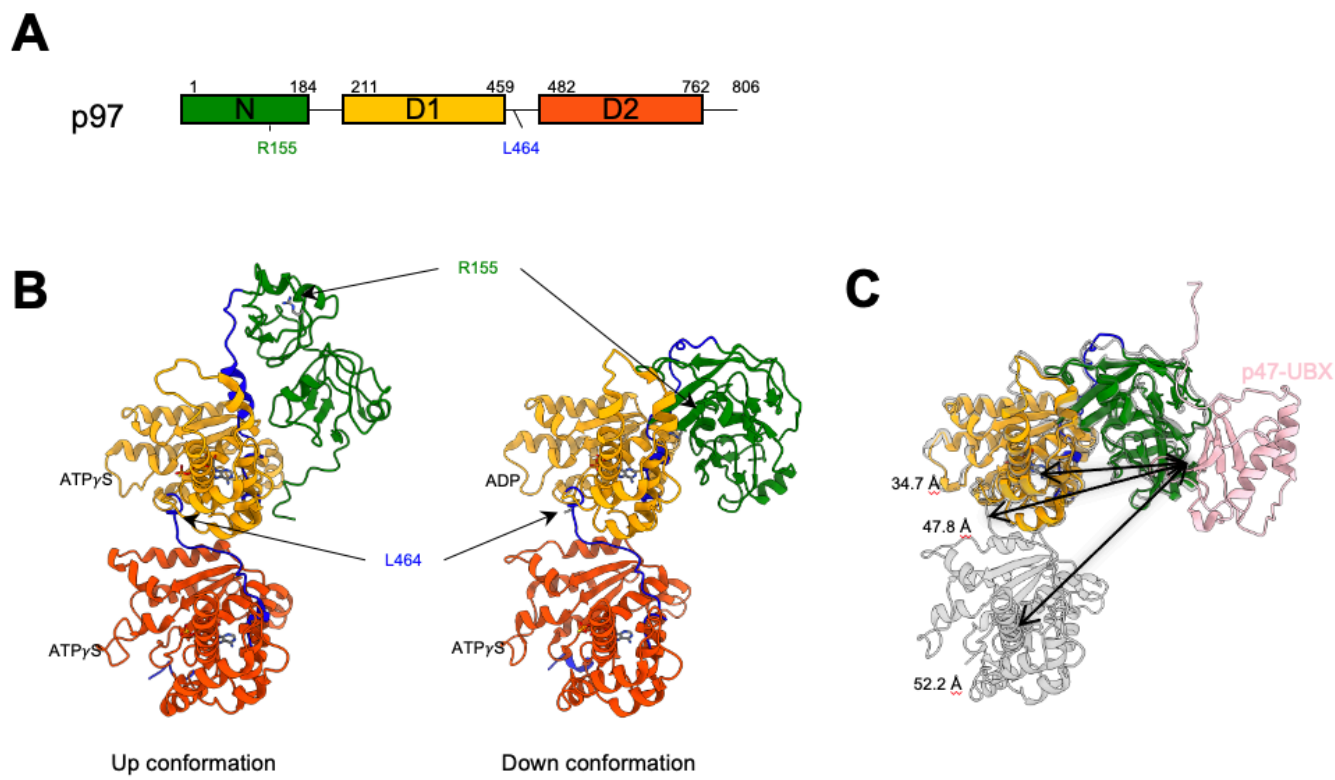 A
1 184 211 459 482 762 806
p97 N D1 D2
R155 L464
B
R155
C
p47-UBX
ATPγS
ADP
34.7 Å
47.8 Å
L464
ATPγS
ATPγS
52.2 Å
Up conformation
Down conformation